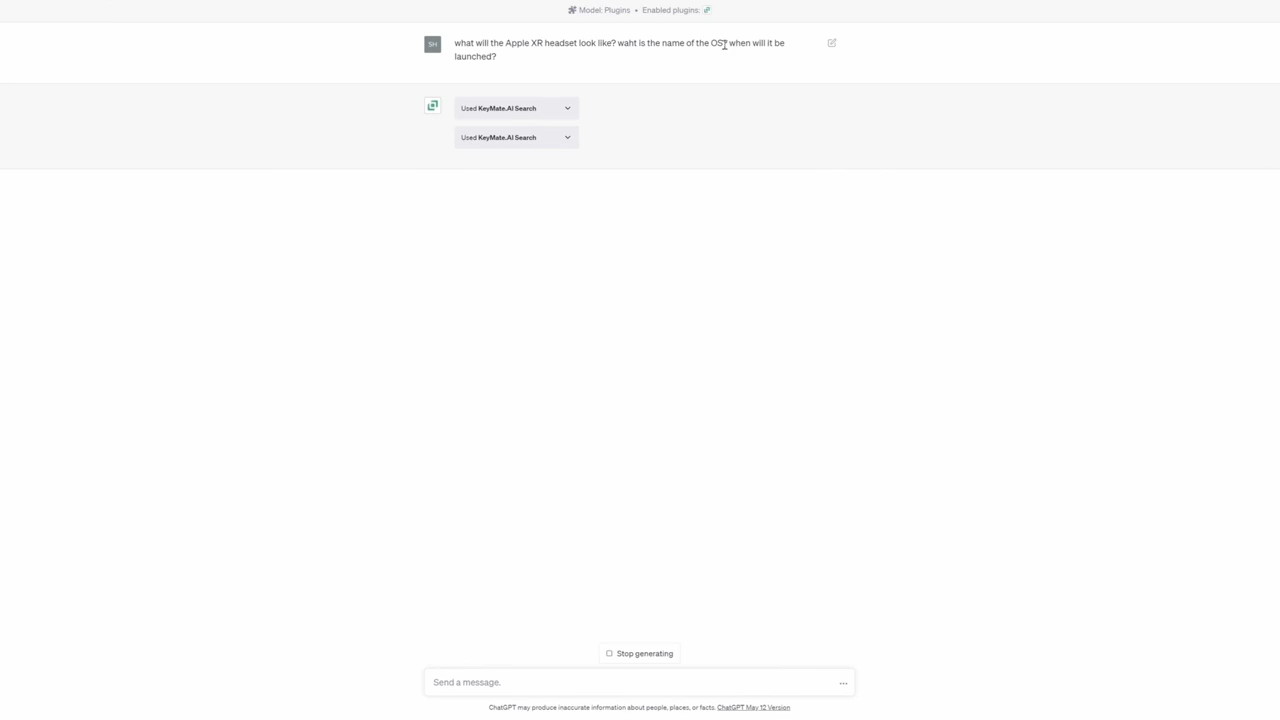 Model: Plugins • Enabled plugins:
SH
what will the Apple XR headset look like? waht is the name of the OS? when will it be
launched?
Used KeyMate.AI Search
Used KeyMate.AI Search
Stop generating
Send a message.
ChatGPT may produce inaccurate information about people, places, or facts. ChatGPT May 12 Version